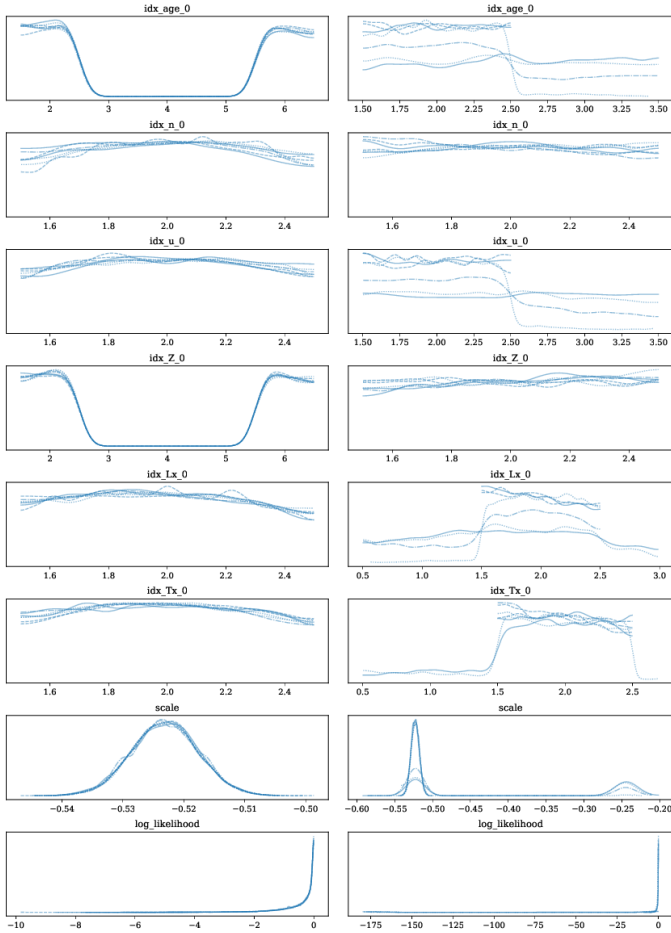 idx_age_0 idx_age_0
2 3 4 5 6 1.50 1.75 2.00 2.25 2.50 2.75 3.00 3.25 3.50
idx_n_0 idx_n_0
1.6 1.8 2.0 2.2 2.4 1.6 1.8 2.0 2.2 2.4
idx_u_0 idx_u_0
1.6 1.8 2.0 2.2 2.4 1.50 1.75 2.00 2.25 2.50 2.75 3.00 3.25 3.50
idx_Z_0 idx_Z_0
2 3 4 5 6 1.6 1.8 2.0 2.2 2.4
idx_Lx_0 idx_Lx_0
1.6 1.8 2.0 2.2 2.4 0.5 1.0 1.5 2.0 2.5 3.0
idx_Tx_0 idx_Tx_0
1.6 1.8 2.0 2.2 2.4 0.5 1.0 1.5 2.0 2.5
scale scale
−0.54 −0.53 −0.52 −0.51 −0.50 −0.60 −0.55 −0.50 −0.45 −0.40 −0.35 −0.30 −0.25 −0.20
log_likelihood log_likelihood
−10 −8 −6 −4 −2 0 −175 −150 −125 −100 −75 −50 −25 0